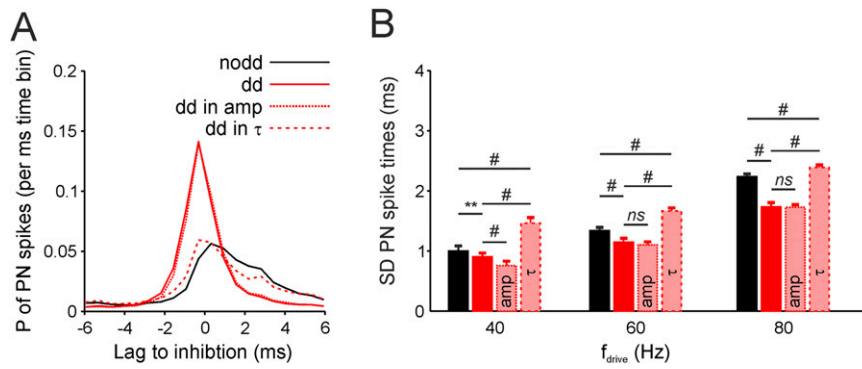 A
P of PN spikes (per ms time bin)
0.2
0.15
0.1
0.05
0
-6 -4 -2 0 2 4 6
Lag to inhibtion (ms)
nodd
dd
dd in amp
dd in τ
B
SD PN spike times (ms)
4
3
2
1
0
#
# #
** #
#
#
# #
ns
#
# #
ns
amp τ amp τ amp τ
40 60 80
f drive (Hz)